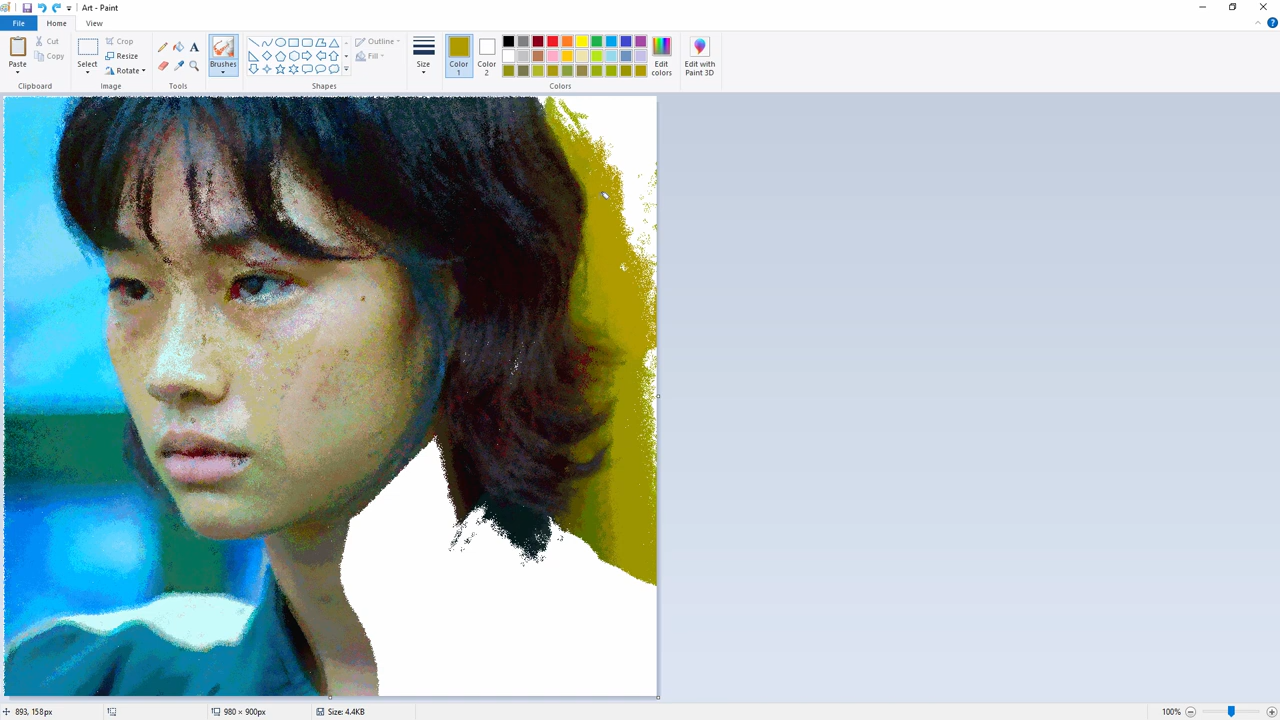 Art - Paint
File Home View
Paste Cut Copy
Clipboard
Select Crop Resize Rotate
Image
A
Tools
Brushes
Outline Fill
Shapes
Size
Color 1
Color 2
Edit colors
Colors
Edit with Paint 3D
893, 158px
980 × 900px
Size: 4.4KB
100%